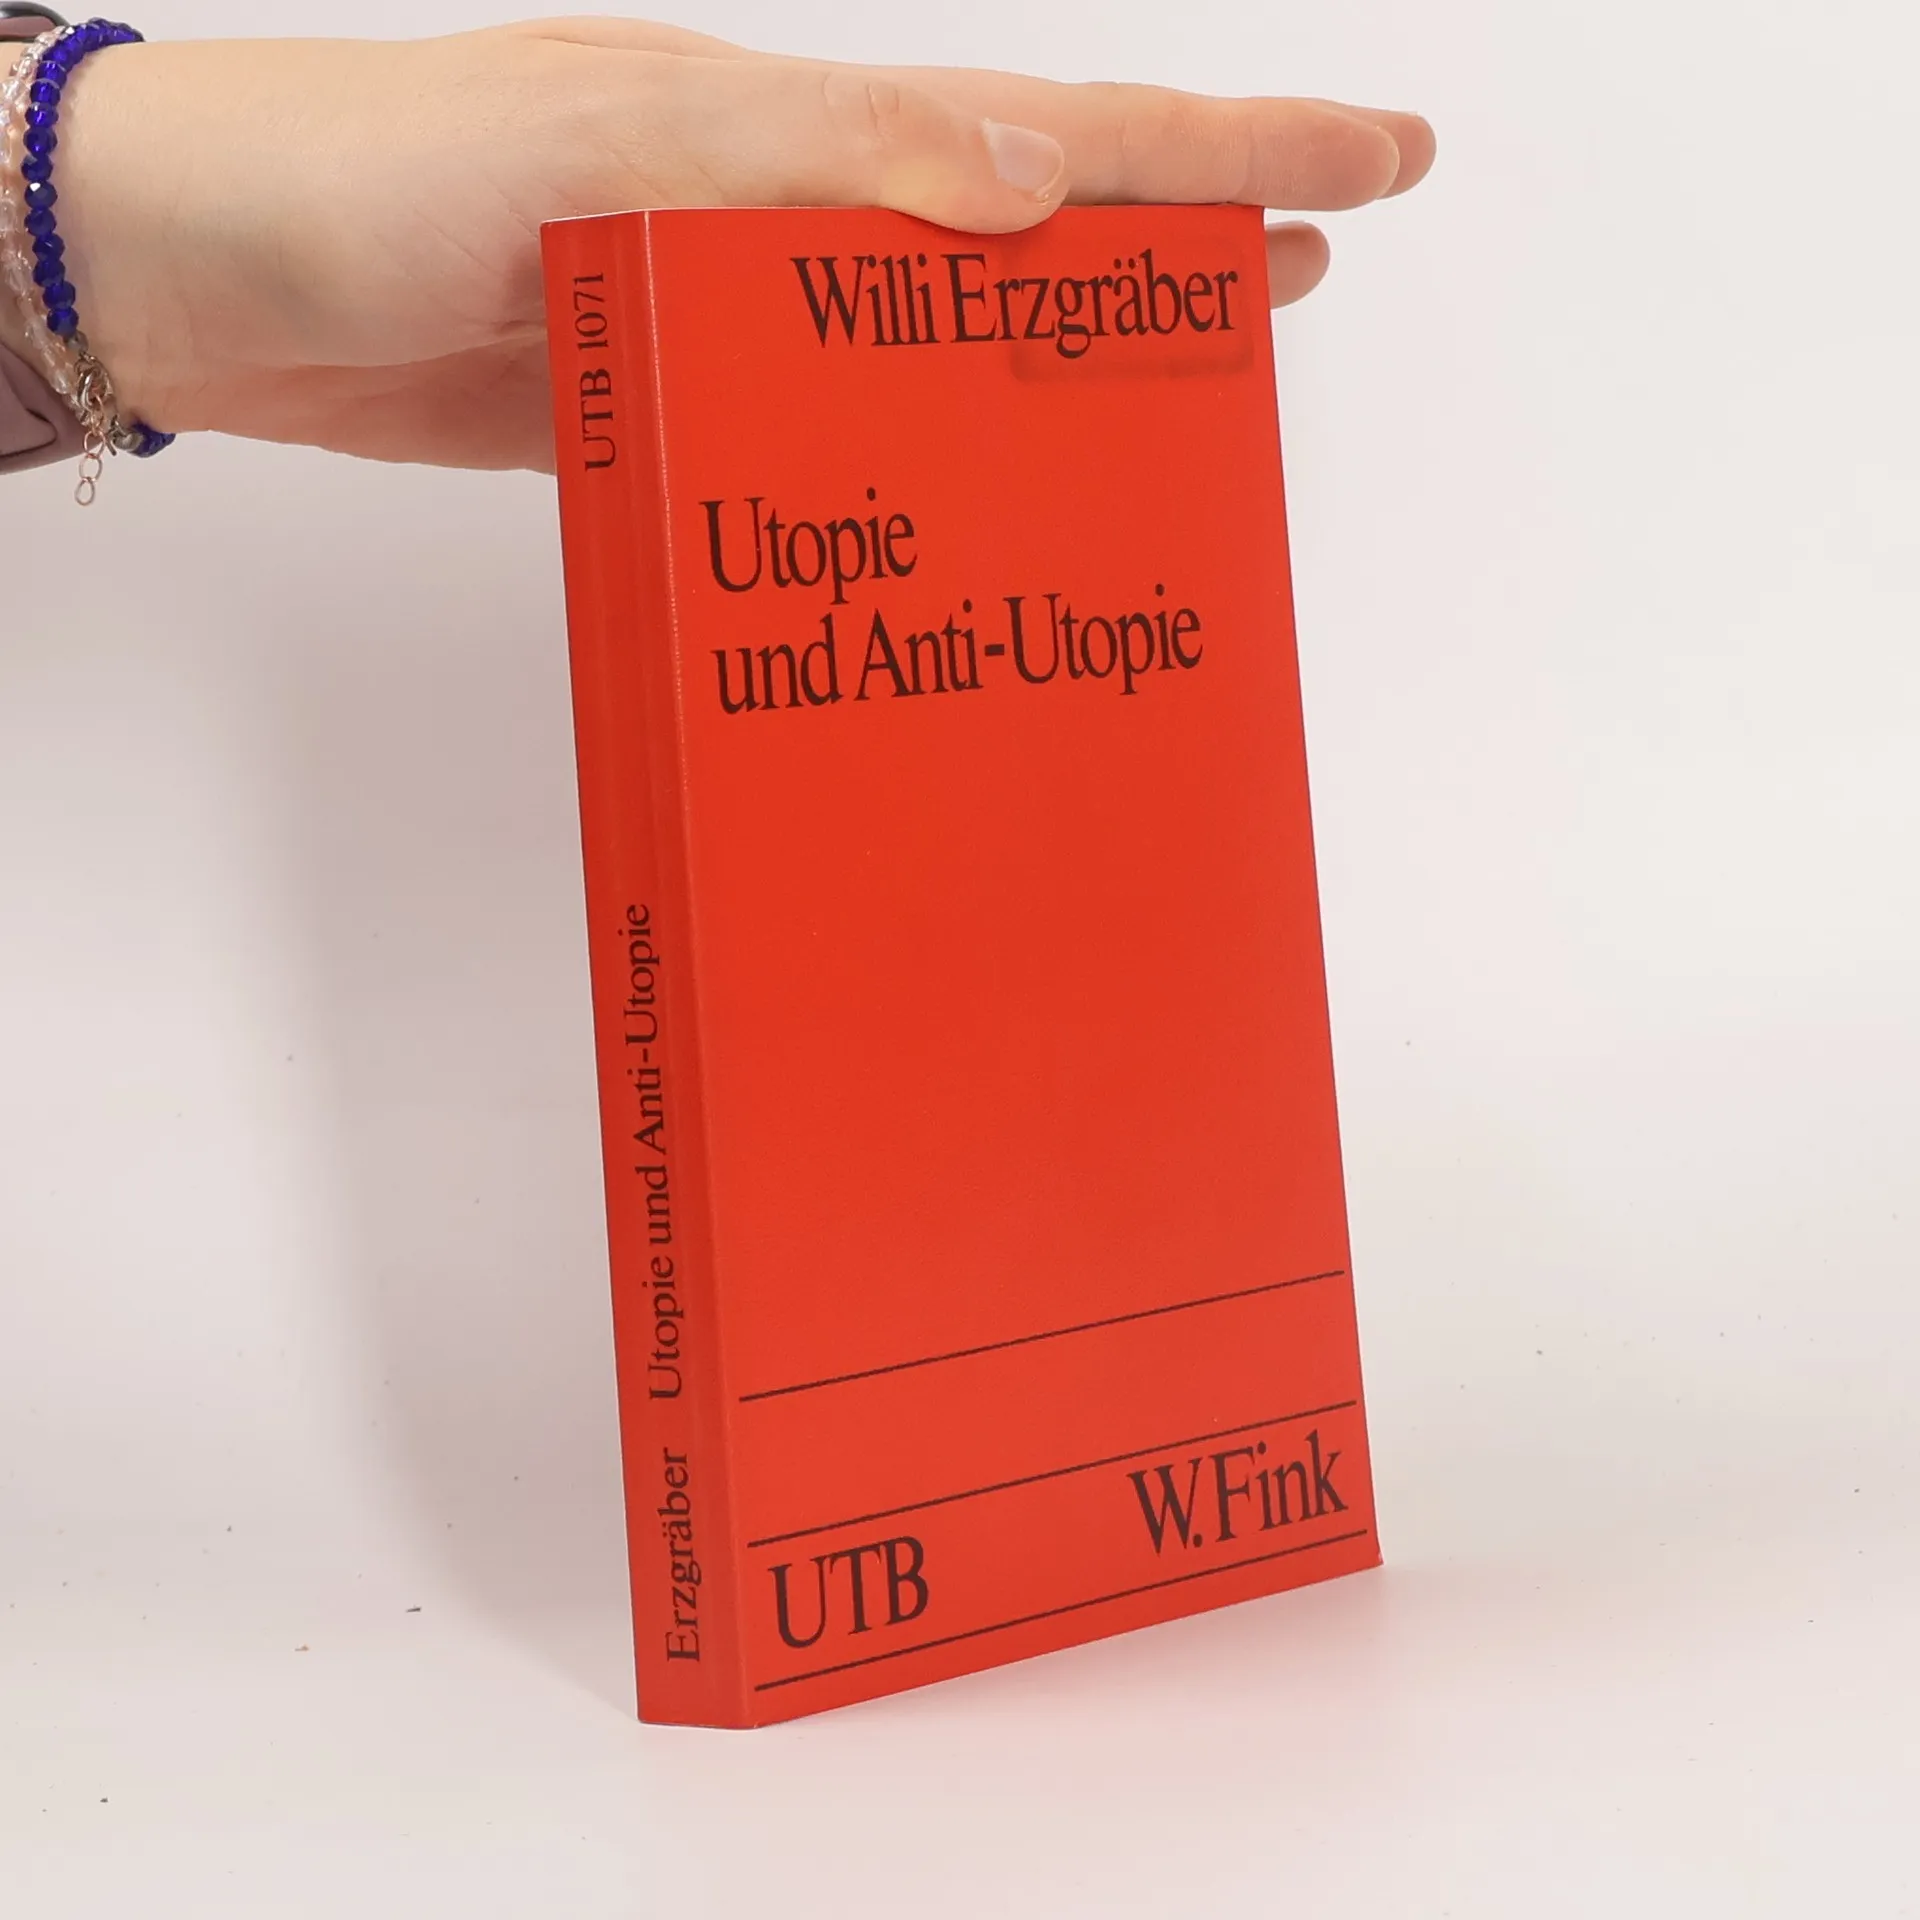 Willi Erzgräber
Utopie
und Anti-Utopie
W. Fink
UTB
Erzgräber Utopie und Anti-Utopie UTB 1071